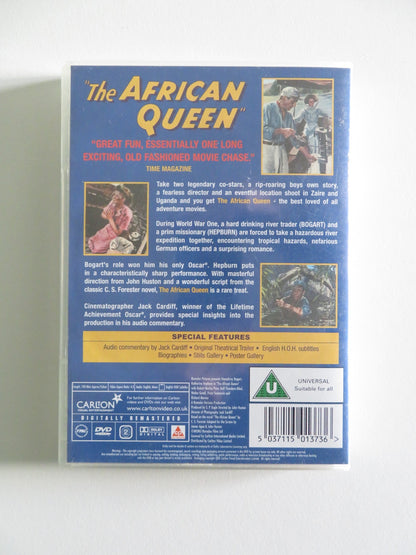 "The AFRICAN
QUEEN"
"GREAT FUN, ESSENTIALLY ONE LONG
EXCITING, OLD FASHIONED MOVIE CHASE."
TIME MAGAZINE
Take two legendary co-stars, a rip-roaring boys own story,
a fearless director and an eventful location shoot in Zaire and
Uganda and you get The African Queen - the best loved of all
adventure movies.
During World War One, a hard drinking river trader (BOGART) and
a prim missionary (HEPBURN) are forced to take a hazardous river
expedition together, encountering tropical hazards, nefarious
German officers and a surprising romance.
Bogart's role won him his only Oscar®. Hepburn puts
in a characteristically sharp performance. With masterful
direction from John Huston and a wonderful script from the
classic C. S. Forester novel, The African Queen is a rare treat.
Cinematographer Jack Cardiff, winner of the Lifetime
Achievement Oscar®, provides special insights into the
production in his audio commentary.
SPECIAL FEATURES
Audio commentary by Jack Cardiff • Original Theatrical Trailer • English H.O.H. subtitles
Biographies • Stills Gallery • Poster Gallery
CARLTON
VISUAL ENTERTAINMENT
For further information on Carlton
videos and DVDs visit our web site
www.carltonvideo.co.uk
DIGITALLY REMASTERED
DVD
2
DOLBY
DIGITAL
U
UNIVERSAL
Suitable for all
5 037115 013736 >